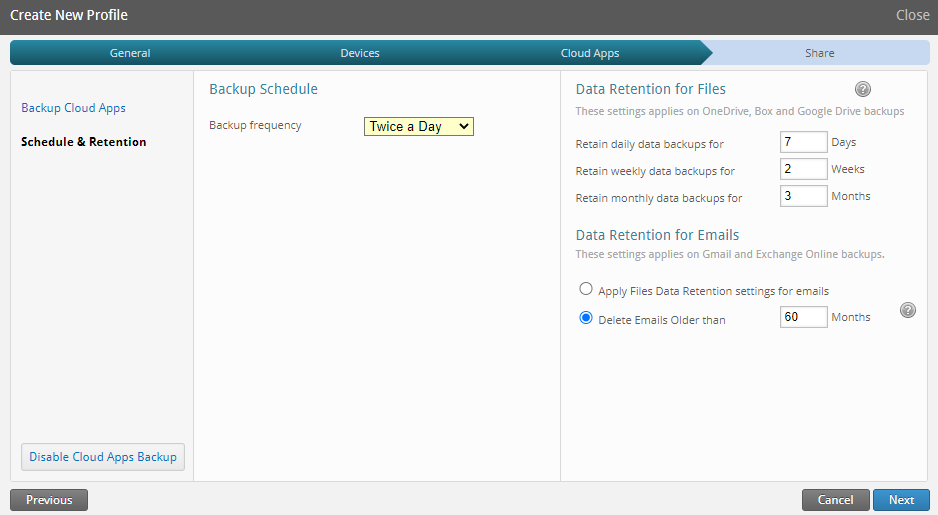 Create New Profile
Close
General
Devices
Cloud Apps
Share
Backup Cloud Apps
Schedule & Retention
Disable Cloud Apps Backup
Backup Schedule
Backup frequency Twice a Day
Data Retention for Files ?
These settings applies on OneDrive, Box and Google Drive backups
Retain daily data backups for 7 Days
Retain weekly data backups for 2 Weeks
Retain monthly data backups for 3 Months
Data Retention for Emails
These settings applies on Gmail and Exchange Online backups.
Apply Files Data Retention settings for emails
Delete Emails Older than 60 Months ?
Previous
Cancel
Next